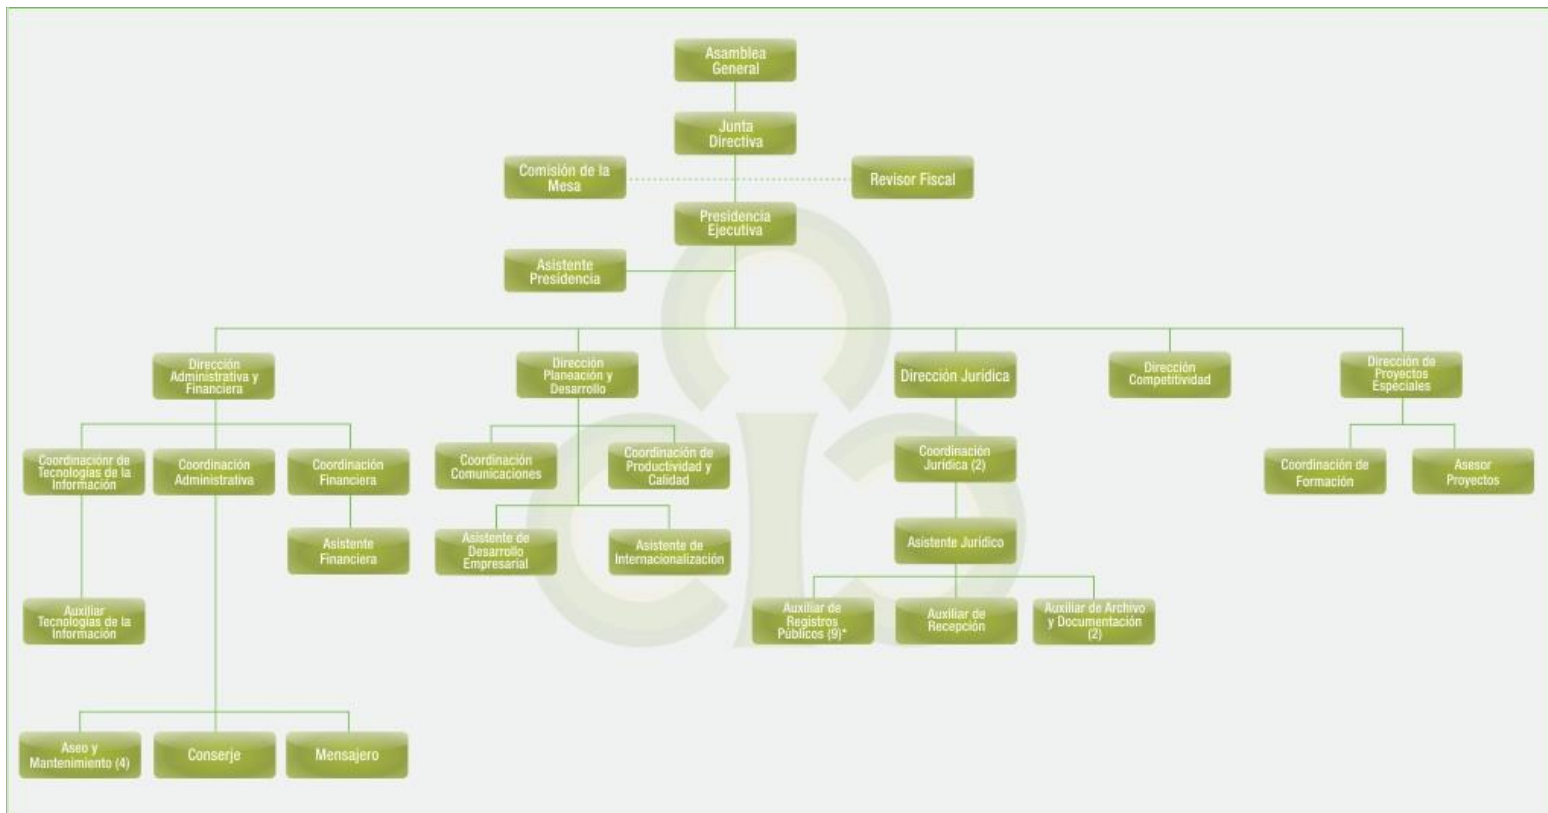 Asamblea
General
Junta
Directiva
Comisión de la
Mesa
Revisor Fiscal
Presidencia
Ejecutiva
Asistente
Presidencia
Dirección
Administrativa y
Financiera
Dirección
Planeación y
Desarrollo
Dirección Jurídica
Dirección
Competitividad
Dirección de
Proyectos
Especiales
Coordinaciónr de
Tecnologías de la
Información
Coordinación
Administrativa
Coordinación
Financiera
Coordinación
Comunicaciones
Coordinación de
Productividad y
Calidad
Coordinación
Jurídica (2)
Coordinación de
Formación
Asesor
Proyectos
Asistente
Financiera
Asistente de
Desarrollo
Empresarial
Asistente de
Internacionalización
Asistente Jurídico
Auxiliar
Tecnologías de la
Información
Auxiliar de
Registros
Públicos (9)*
Auxiliar de
Recepción
Auxiliar de Archivo
y Documentación
(2)
Aseo y
Mantenimiento (4)
Conserje
Mensajero